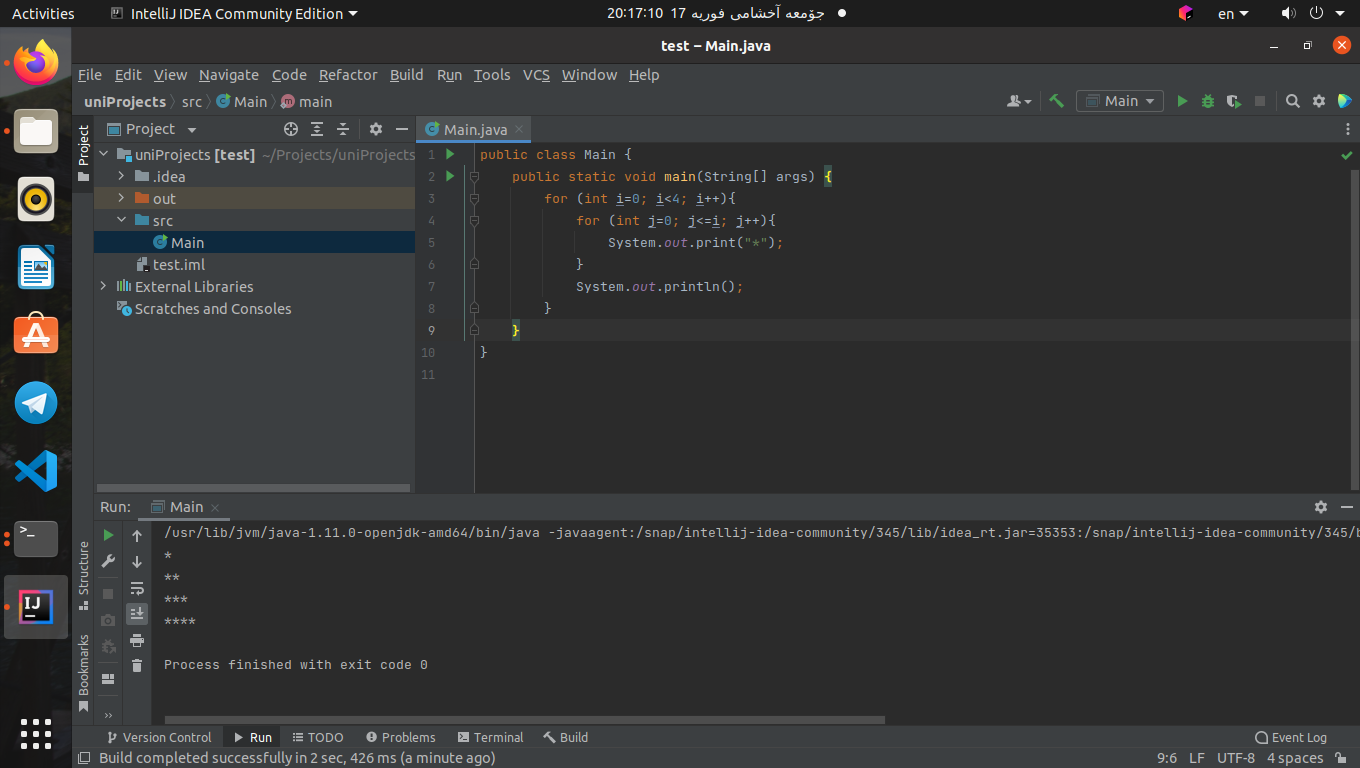 Activities
IntelliJ IDEA Community Edition
جۆمعه آخشامی فوریه 17 20:17:10
en
test – Main.java
File Edit View Navigate Code Refactor Build Run Tools VCS Window Help
uniProjects src Main main
Main
Project
Project
Main.java
uniProjects [test] ~/Projects/uniProjects
.idea
out
src
Main
test.iml
External Libraries
Scratches and Consoles
1 public class Main {
2 public static void main(String[] args) {
3 for (int i=0; i<4; i++){
4 for (int j=0; j<=i; j++){
5 System.out.print("*");
6 }
7 System.out.println();
8 }
9 }
10 }
11
Run: Main
/usr/lib/jvm/java-1.11.0-openjdk-amd64/bin/java -javaagent:/snap/intellij-idea-community/345/lib/idea_rt.jar=35353:/snap/intellij-idea-community/345/b
*
**
***
****
Process finished with exit code 0
Structure
Bookmarks
Version Control Run TODO Problems Terminal Build Event Log
Build completed successfully in 2 sec, 426 ms (a minute ago)
9:6 LF UTF-8 4 spaces